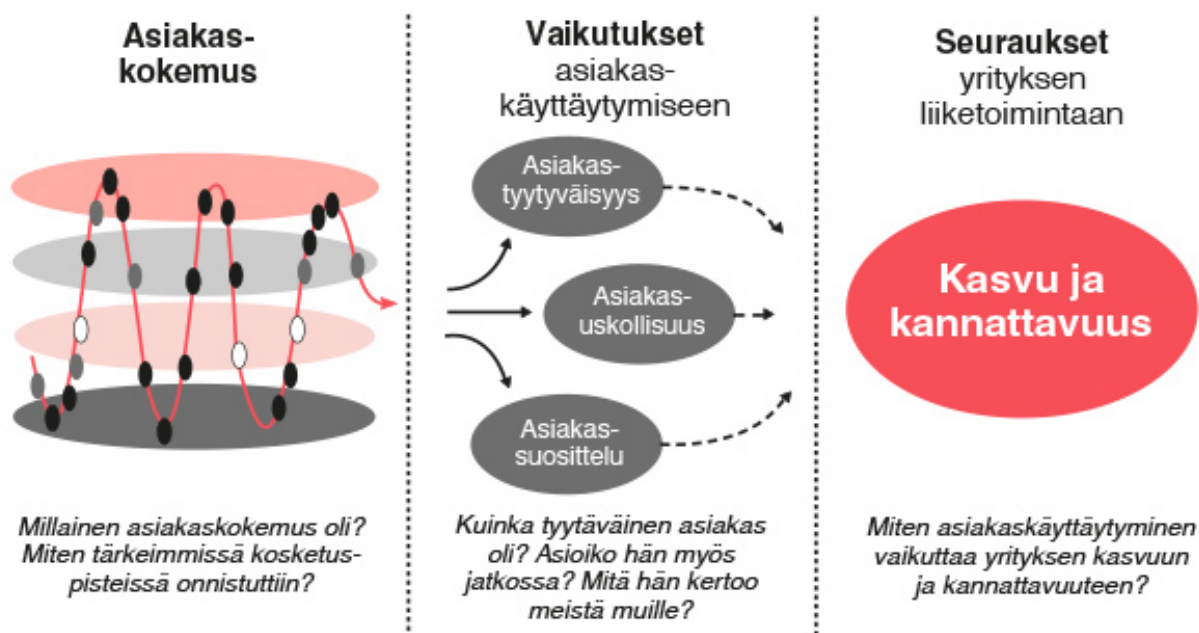 Asiakas-
kokemus
Millainen asiakaskokemus oli?
Miten tärkeimmissä kosketus-
pisteissä onnistuttiin?
Vaikutukset
asiakas-
käyttäytymiseen
Asiakas-
tyytyväisyys
Asiakas-
uskollisuus
Asiakas-
suosittelu
Kuinka tyytäväinen asiakas
oli? Asioiko hän myös
jatkossa? Mitä hän kertoo
meistä muille?
Seuraukset
yrityksen
liiketoimintaan
Kasvu ja
kannattavuus
Miten asiakaskäyttäytyminen
vaikuttaa yrityksen kasvuun
ja kannattavuuteen?